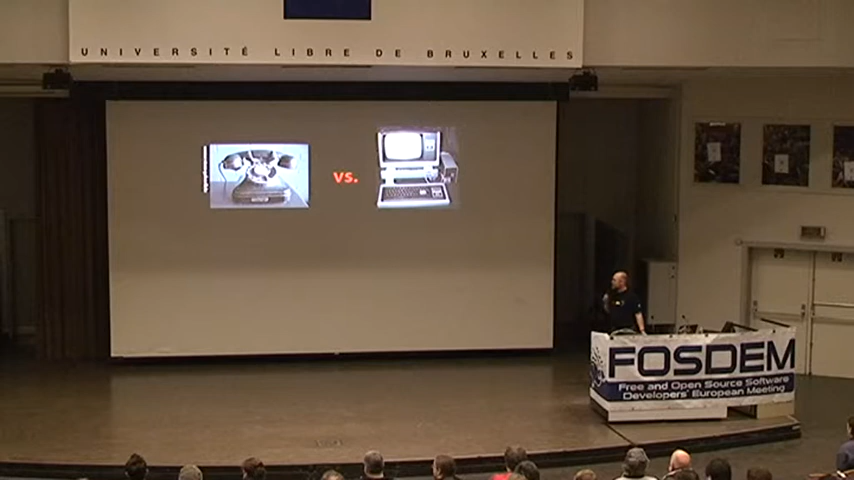 UNIVERSITÉ LIBRE DE BRUXELLES
vs.
FOSDEM
Free and Open Source Software
Developers' European Meeting